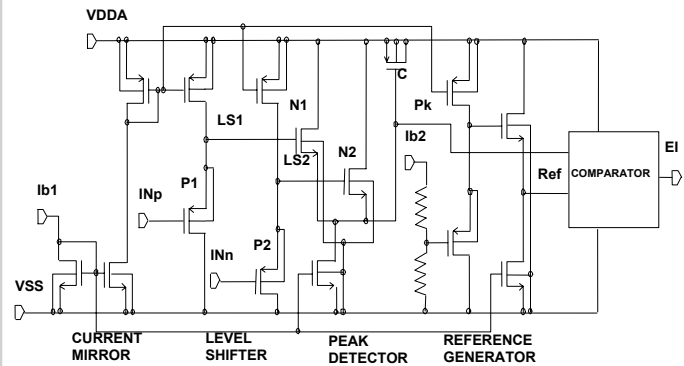 VDDA
C
N1
Pk
LS1
Ib2
LS2
N2
EI
Ref
COMPARATOR
P1
Ib1
INp
P2
INn
VSS
CURRENT
MIRROR
LEVEL
SHIFTER
PEAK
DETECTOR
REFERENCE
GENERATOR